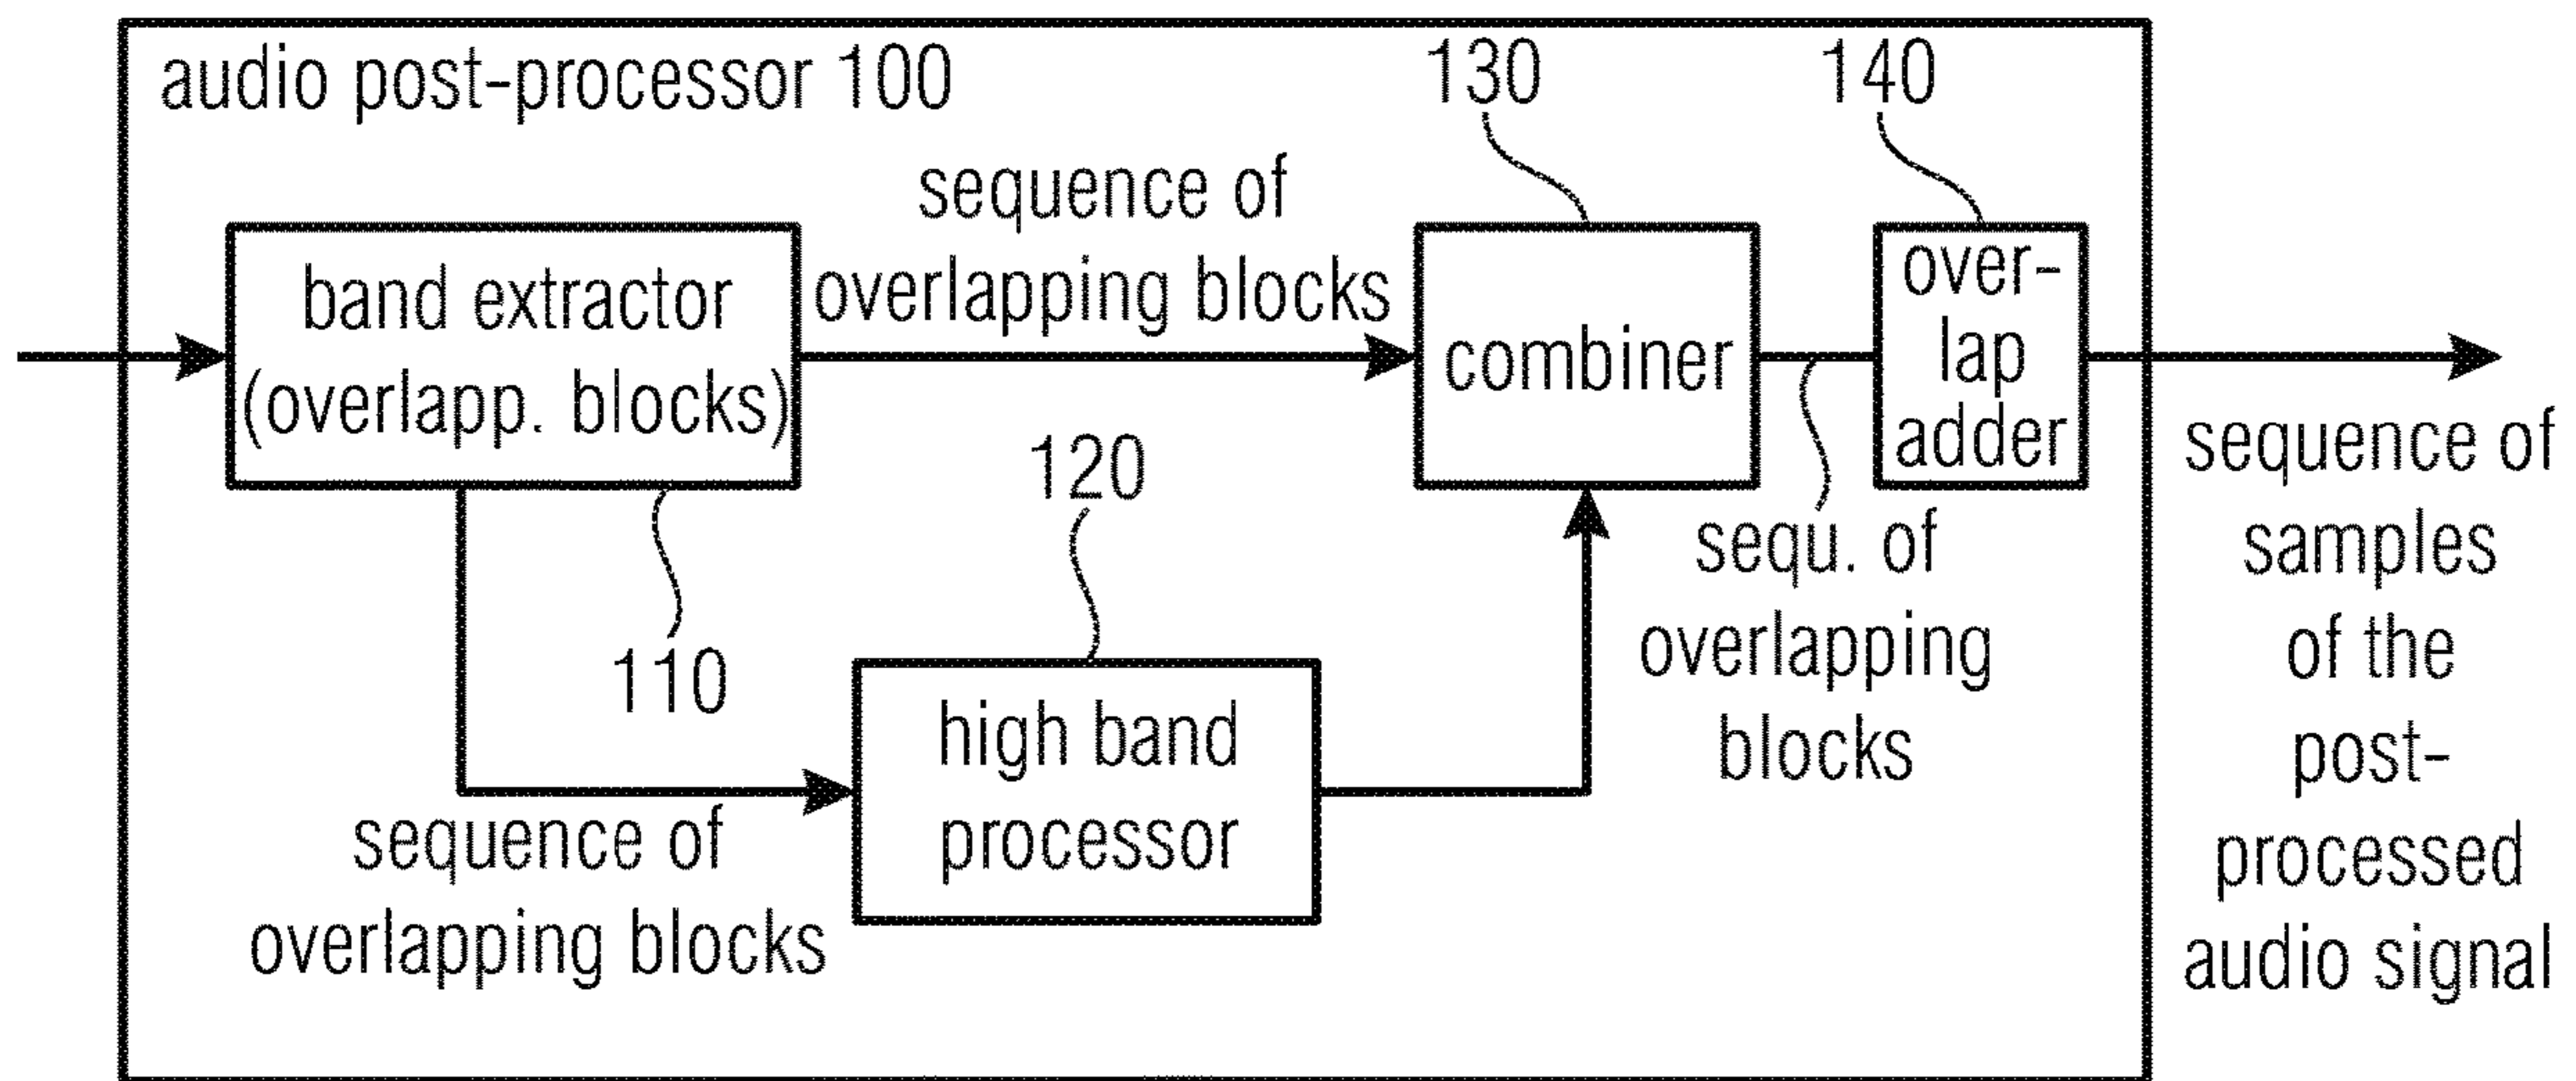 audio post-processor 100
130
140
sequence of
overlapping blocks
band extractor
(overlapp. blocks)
combiner
over-
lap
adder
110
120
sequ. of
overlapping
blocks
high band
processor
sequence of
overlapping blocks
sequence of
samples
of the
post-
processed
audio signal